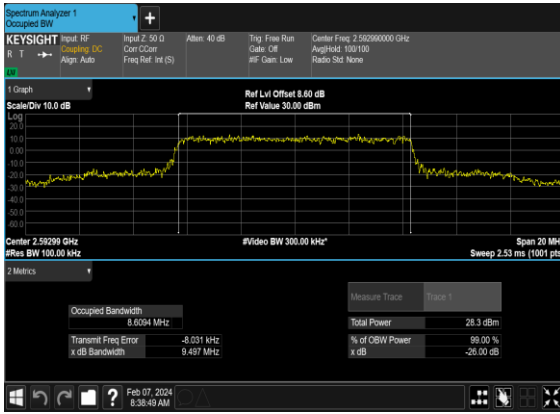 Spectrum Analyzer 1
Occupied BW
KEYSIGHT
R T
LXI
Input: RF
Coupling: DC
Align: Auto
Input Z: 50 Ω
Corr CCorr
Freq Ref: Int (S)
Atten: 40 dB
Trig: Free Run
Gate: Off
#IF Gain: Low
Center Freq: 2.592990000 GHz
Avg|Hold: 100/100
Radio Std: None
1 Graph
Scale/Div 10.0 dB
Ref Lvl Offset 8.60 dB
Ref Value 30.00 dBm
Log
20.0
10.0
0.00
-10.0
-20.0
-30.0
-40.0
-50.0
-60.0
Center 2.59299 GHz
#Res BW 100.00 kHz
#Video BW 300.00 kHz*
Span 20 MH
Sweep 2.53 ms (1001 pts
2 Metrics
Measure Trace
Trace 1
Occupied Bandwidth
8.6094 MHz
Total Power
28.3 dBm
Transmit Freq Error
-8.031 kHz
% of OBW Power
99.00 %
x dB Bandwidth
9.497 MHz
x dB
-26.00 dB
?
Feb 07, 2024
8:38:49 AM